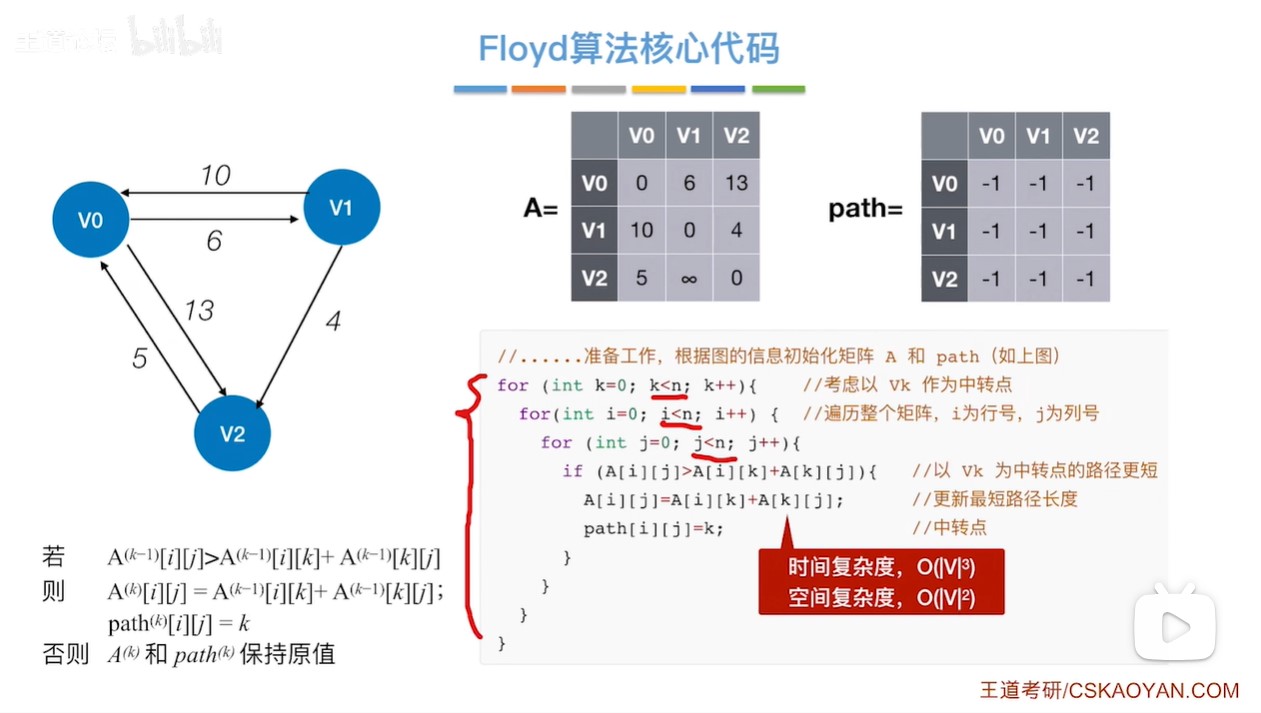 Floyd算法核心代码
bilibili
10
V0
V1
6
13
5
4
V2
A=
V0 V1 V2
V0 0 6 13
V1 10 0 4
V2 5 ∞ 0
path=
V0 V1 V2
V0 -1 -1 -1
V1 -1 -1 -1
V2 -1 -1 -1
//......准备工作，根据图的信息初始化矩阵 A 和 path（如上图）
for (int k=0; k<n; k++){ //考虑以 Vk 作为中转点
for(int i=0; i<n; i++) { //遍历整个矩阵，i为行号，j为列号
for (int j=0; j<n; j++){
if (A[i][j]>A[i][k]+A[k][j]){ //以 Vk 为中转点的路径更短
A[i][j]=A[i][k]+A[k][j]; //更新最短路径长度
path[i][j]=k; //中转点
}
}
}
}
时间复杂度，O(|V|³)
空间复杂度，O(|V|²)
若 A⁽ᵏ⁻¹⁾[i][j]>A⁽ᵏ⁻¹⁾[i][k]+ A⁽ᵏ⁻¹⁾[k][j]
则 A⁽ᵏ⁾[i][j] = A⁽ᵏ⁻¹⁾[i][k]+ A⁽ᵏ⁻¹⁾[k][j];
path⁽ᵏ⁾[i][j] = k
否则 A⁽ᵏ⁾ 和 path⁽ᵏ⁾ 保持原值
王道考研/CSKAOYAN.COM